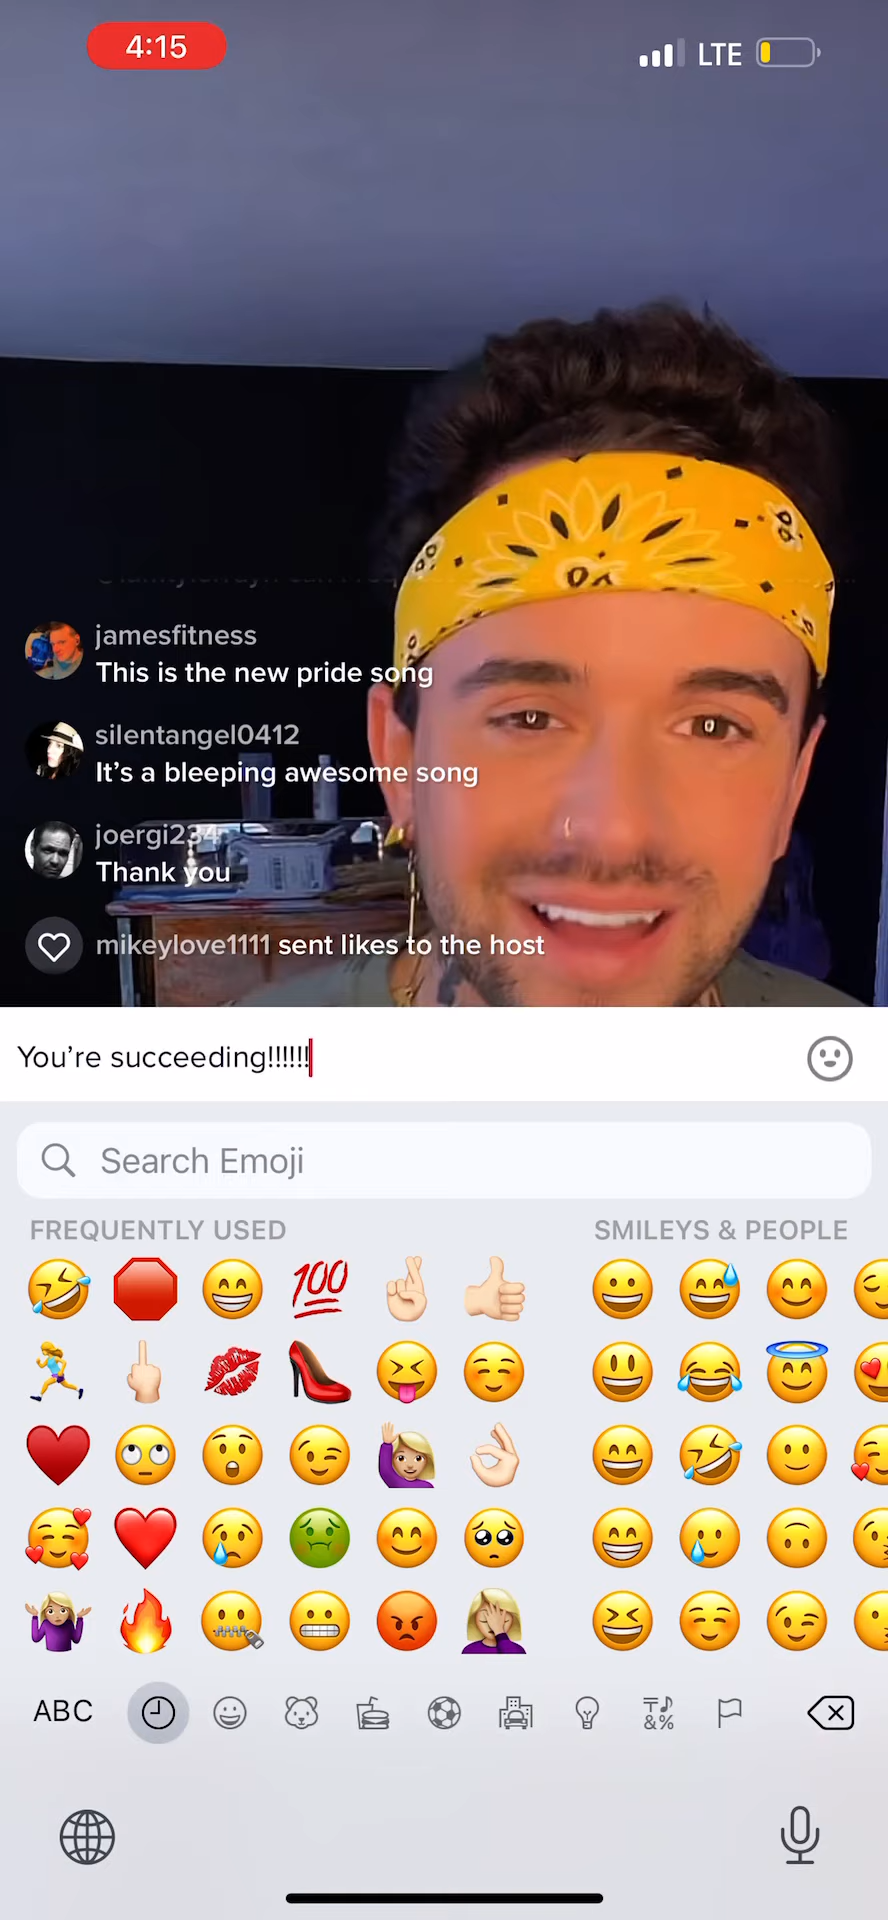 4:15
LTE
jamesfitness
This is the new pride song
silentangel0412
It’s a bleeping awesome song
joergi234
Thank you
mikeylove1111 sent likes to the host
You’re succeeding!!!!!!
Search Emoji
FREQUENTLY USED
SMILEYS & PEOPLE
100
ABC
&%